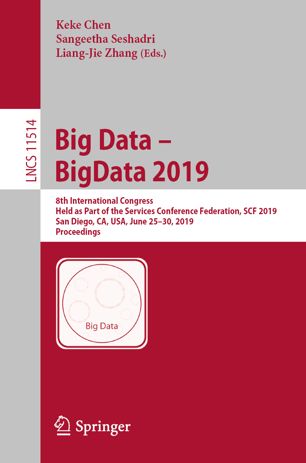 Keke Chen
Sangeetha Seshadri
Liang-Jie Zhang (Eds.)
LNCS 11514
Big Data –
BigData 2019
8th International Congress
Held as Part of the Services Conference Federation, SCF 2019
San Diego, CA, USA, June 25–30, 2019
Proceedings
Big Data
Springer